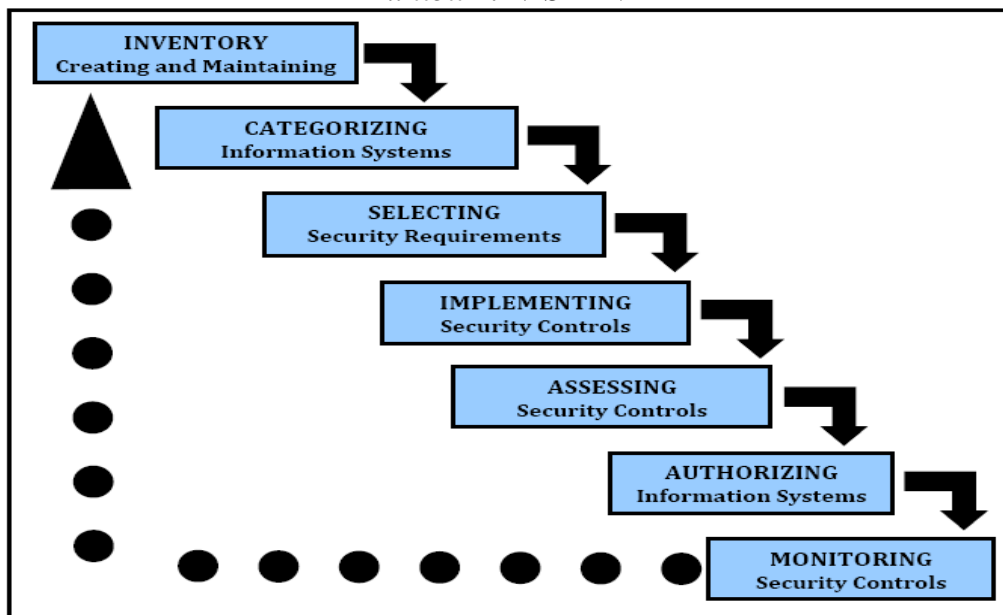 INVENTORY
Creating and Maintaining
CATEGORIZING
Information Systems
SELECTING
Security Requirements
IMPLEMENTING
Security Controls
ASSESSING
Security Controls
AUTHORIZING
Information Systems
MONITORING
Security Controls